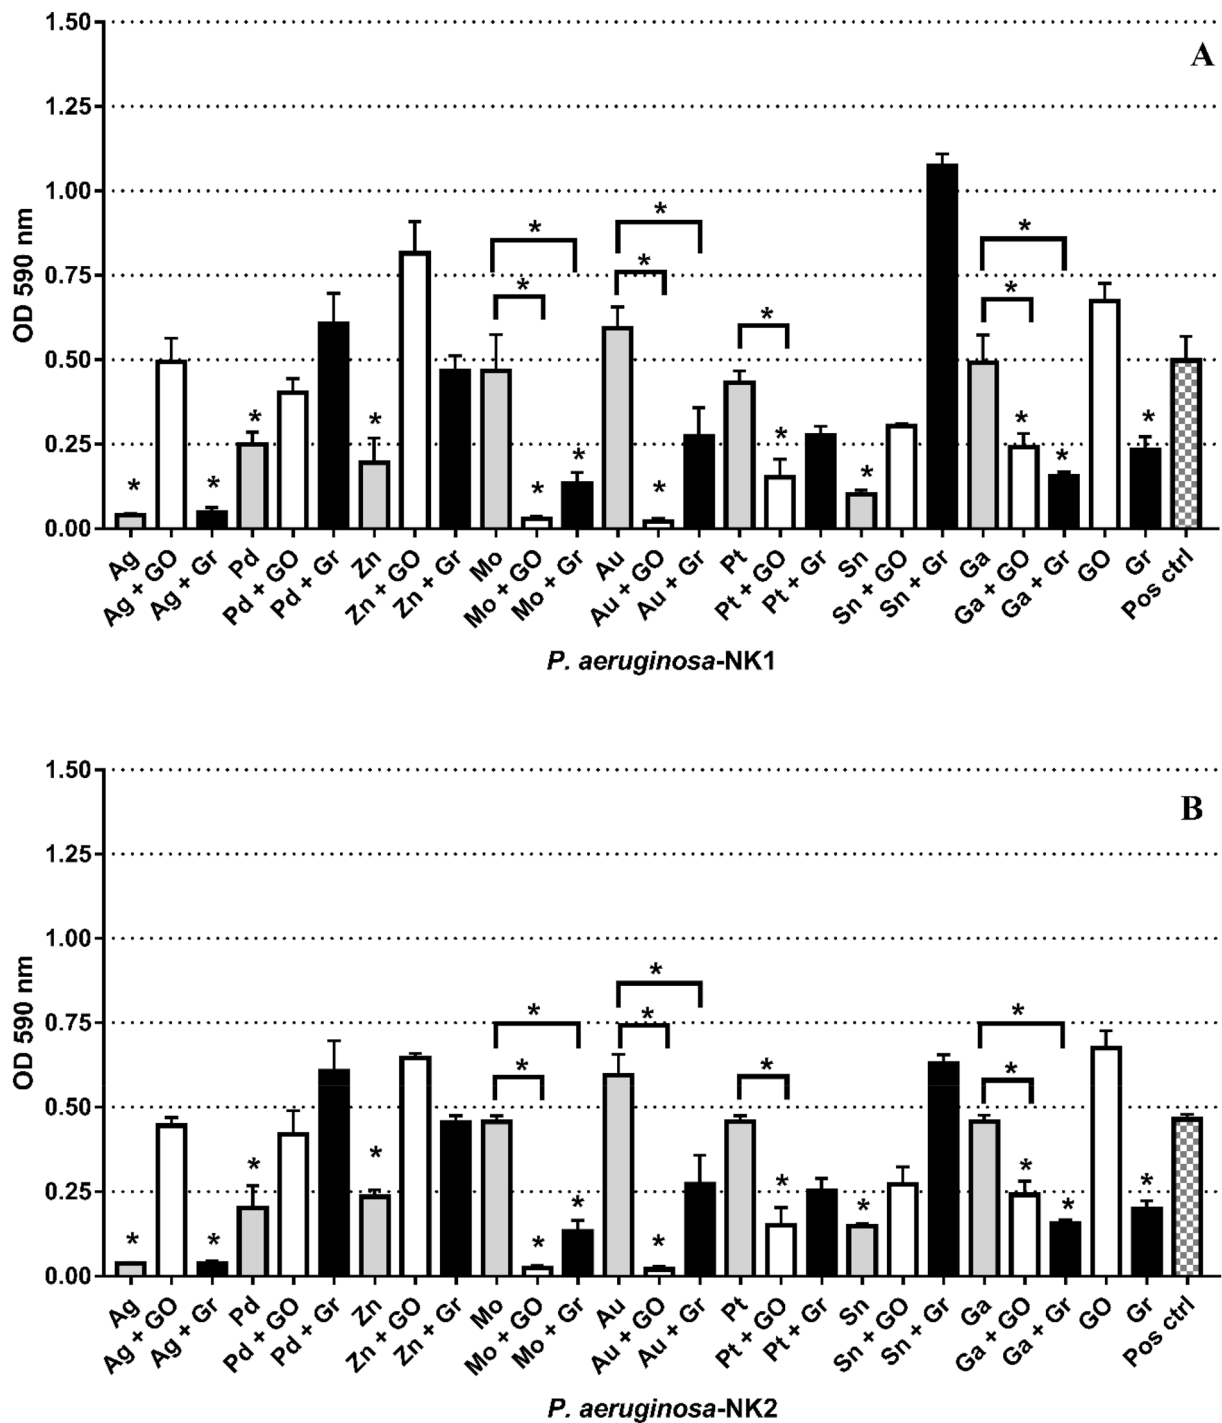 A
1.50
1.25
1.00
0.75
0.50
0.25
0.00
OD 590 nm
* * * * * * * * * * * * * * * * * *
Ag
Ag + GO
Ag + Gr
Pd
Pd + GO
Pd + Gr
Zn
Zn + GO
Zn + Gr
Mo
Mo + GO
Mo + Gr
Au
Au + GO
Au + Gr
Pt
Pt + GO
Pt + Gr
Sn
Sn + GO
Sn + Gr
Ga
Ga + GO
Ga + Gr
GO
Gr
Pos ctrl
P. aeruginosa-NK1
B
1.50
1.25
1.00
0.75
0.50
0.25
0.00
OD 590 nm
* * * * * * * * * * * * * * * * * *
Ag
Ag + GO
Ag + Gr
Pd
Pd + GO
Pd + Gr
Zn
Zn + GO
Zn + Gr
Mo
Mo + GO
Mo + Gr
Au
Au + GO
Au + Gr
Pt
Pt + GO
Pt + Gr
Sn
Sn + GO
Sn + Gr
Ga
Ga + GO
Ga + Gr
GO
Gr
Pos ctrl
P. aeruginosa-NK2